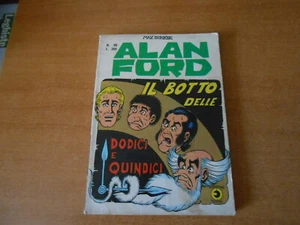 ALAN
FORD
IL BOTTO
DELLE
DODICI E
QUINDICI